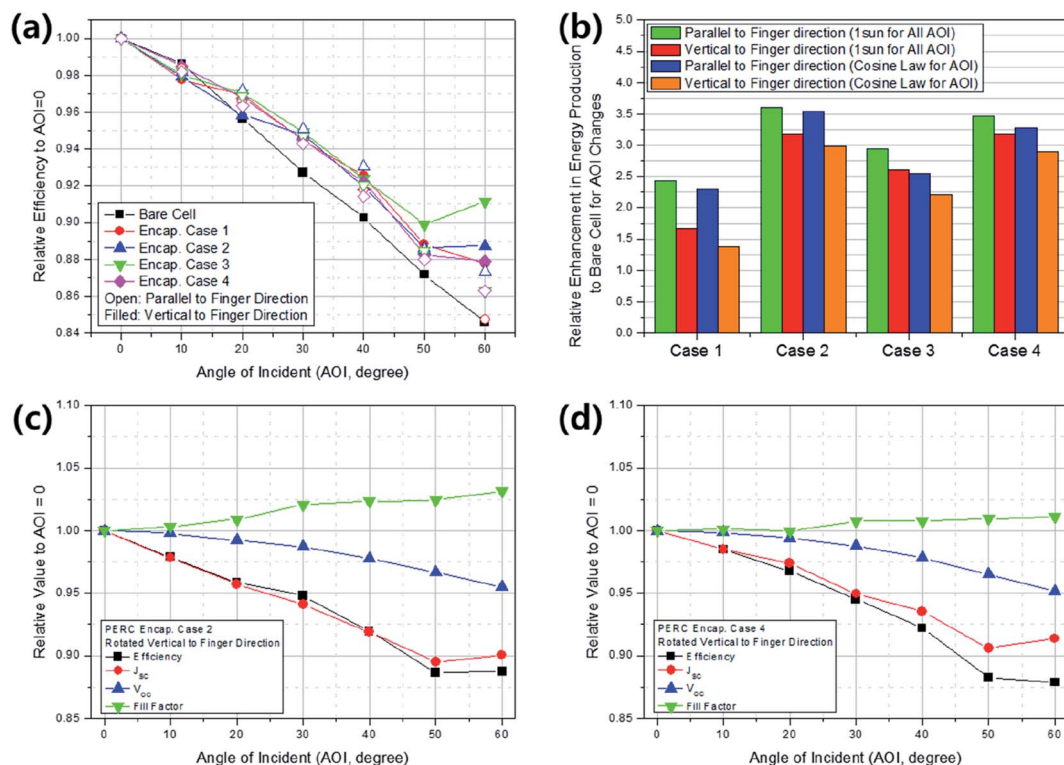 (a)
1.00
0.98
0.96
0.94
0.92
0.90
0.88
0.86
0.84
Relative Efficiency to AOI=0
Bare Cell
Encap. Case 1
Encap. Case 2
Encap. Case 3
Encap. Case 4
Open: Parallel to Finger Direction
Filled: Vertical to Finger Direction
0 10 20 30 40 50 60
Angle of Incident (AOI, degree)
(b)
5.0
4.5
4.0
3.5
3.0
2.5
2.0
1.5
1.0
0.5
0.0
Relative Enhancement in Energy Production
to Bare Cell for AOI Changes
Parallel to Finger direction (1sun for All AOI)
Vertical to Finger direction (1sun for All AOI)
Parallel to Finger direction (Cosine Law for AOI)
Vertical to Finger direction (Cosine Law for AOI)
Case 1 Case 2 Case 3 Case 4
(c)
1.10
1.05
1.00
0.95
0.90
0.85
Relative Value to AOI = 0
PERC Encap. Case 2
Rotated Vertical to Finger Direction
Efficiency
Jsc
Voc
Fill Factor
0 10 20 30 40 50 60
Angle of Incident (AOI, degree)
(d)
1.10
1.05
1.00
0.95
0.90
0.85
Relative Value to AOI = 0
PERC Encap. Case 4
Rotated Vertical to Finger Direction
Efficiency
Jsc
Voc
Fill Factor
0 10 20 30 40 50 60
Angle of Incident (AOI, degree)